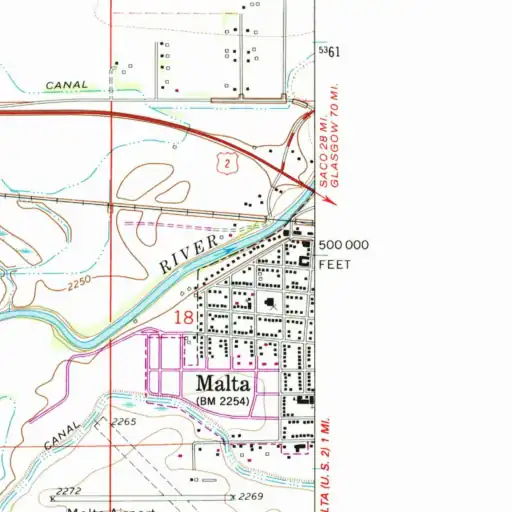 5361
CANAL
SACO 28 MI.
GLASGOW 70 MI.
2
RIVER
500 000
FEET
2250
18
Malta
(BM 2254)
CANAL
2265
LTA (U. S. 2) 1 MI.
2272
2269
Malta Airport